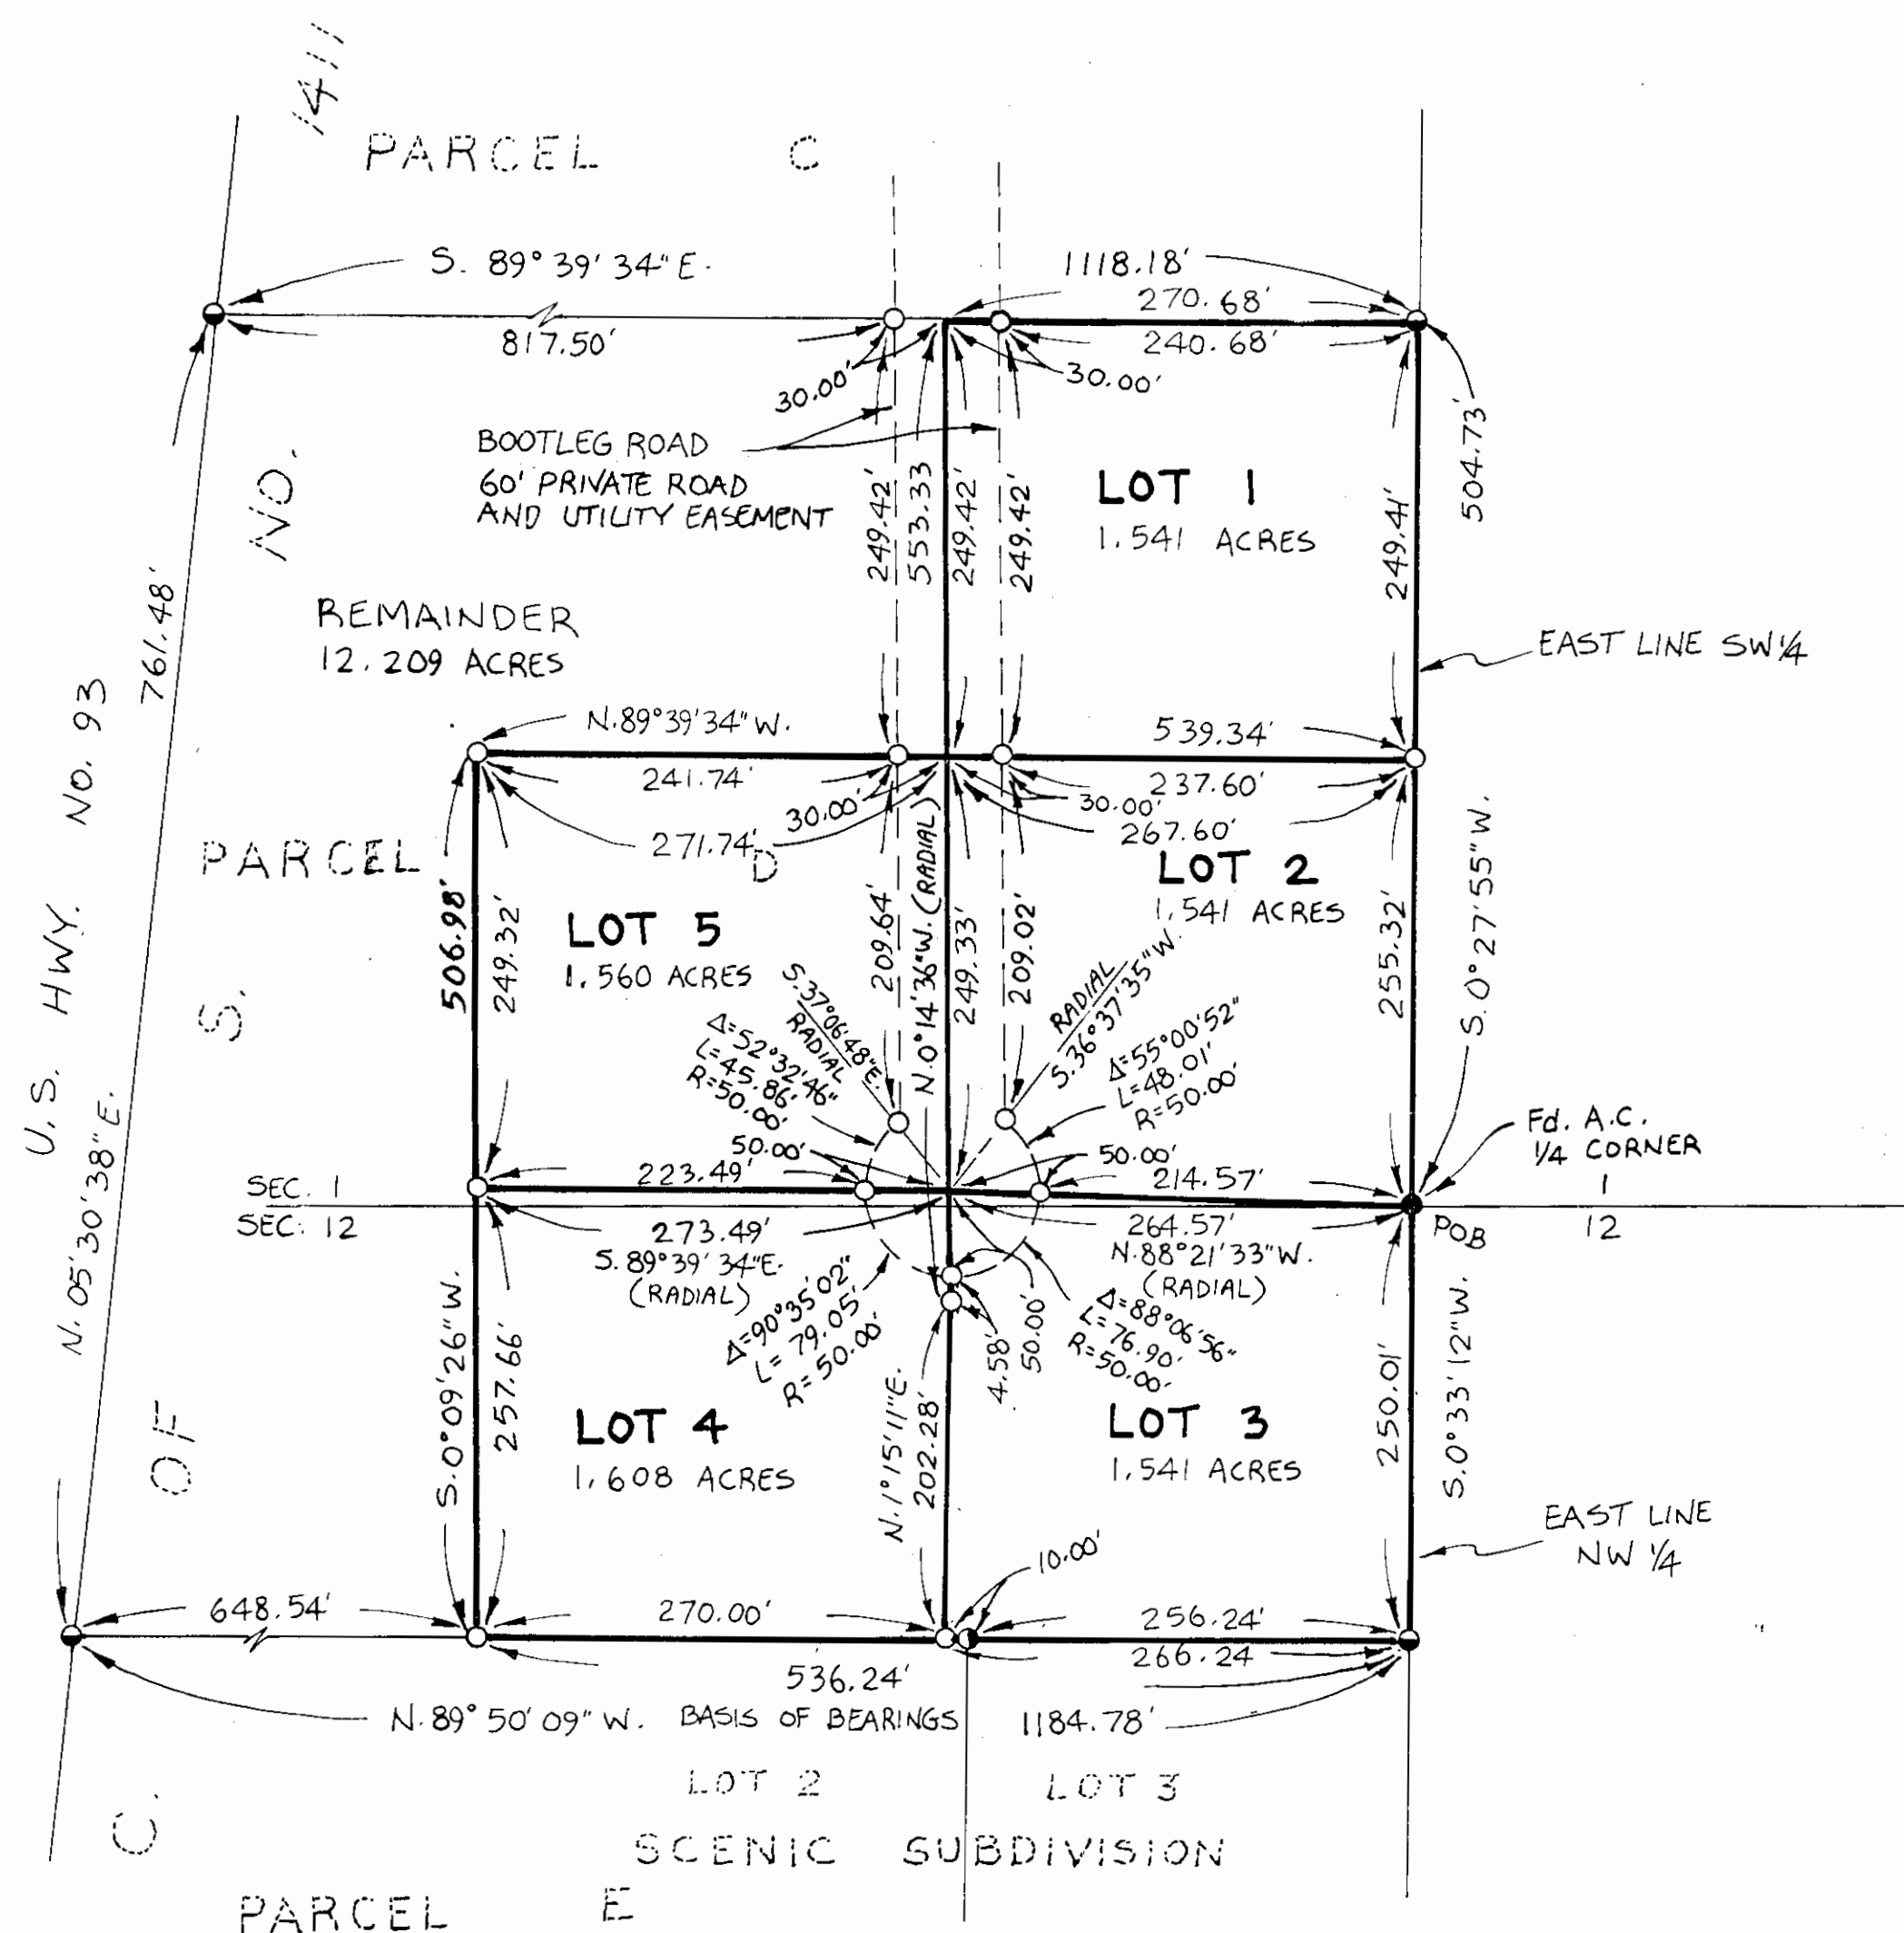 1411
PARCEL C
S. 89° 39' 34" E.
1118.18'
270.68'
817.50'
240.68'
30.00'
30.00'
504.73'
BOOTLEG ROAD
60' PRIVATE ROAD
AND UTILITY EASEMENT
NO.
249.42'
553.33
249.42'
249.42'
LOT 1
1.541 ACRES
249.41'
761.48'
REMAINDER
12.209 ACRES
EAST LINE SW 1/4
U.S. HWY. No. 93
N.89°39'34" W.
539.34'
241.74'
237.60'
30.00'
30.00'
271.74'
267.60'
PARCEL D
LOT 2
1.541 ACRES
506.98'
249.32'
LOT 5
1.560 ACRES
209.64'
N.0°14'36"W. (RADIAL)
249.33'
209.02'
255.32'
S.0°27'55" W.
S.
S.37°06'48"E.
RADIAL
Δ=52°32'46"
L=45.86'
R=50.00'
RADIAL
S.36°37'35"W.
Δ=55°00'52"
L=48.01'
R=50.00'
N.05°30'38" E.
50.00'
50.00'
223.49'
214.57'
Fd. A.C.
1/4 CORNER
1
12
SEC. 1
SEC. 12
273.49'
264.57'
POB
S. 89°39'34"E.
(RADIAL)
N.88°21'33"W.
(RADIAL)
Δ=90°35'02"
L=79.05'
R=50.00'
4.58'
50.00'
Δ=88°06'56"
L=76.90'
R=50.00'
S.0°09'26" W.
257.66'
LOT 4
1.608 ACRES
N.1°15'11"E.
202.28'
LOT 3
1.541 ACRES
250.01'
S.0°33'12"W.
OF
10.00'
EAST LINE
NW 1/4
648.54'
270.00'
256.24'
266.24
536.24'
N.89° 50' 09" W. BASIS OF BEARINGS 1184.78'
LOT 2 LOT 3
C.
SCENIC SUBDIVISION
PARCEL E